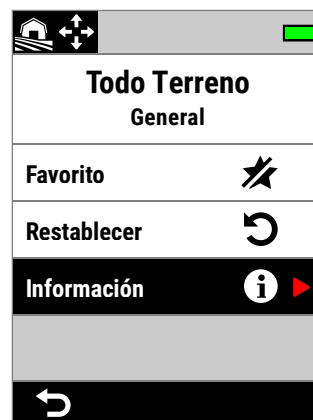 Todo Terreno
General
Favorito
Restablecer
Información